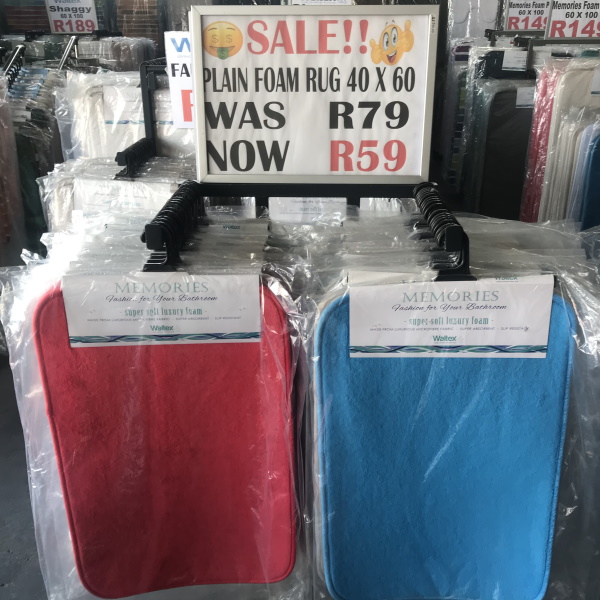 Shaggy
60 X 100
R189
SALE!!
PLAIN FOAM RUG 40 X 60
WAS R79
NOW R59
FA
R149
Memories Foam P
60 X 100
R149
MEMORIES
Fashion for Your Bathroom
super soft luxury foam
Waltex
MEMORIES
Fashion for Your Bathroom
super soft luxury foam
Waltex